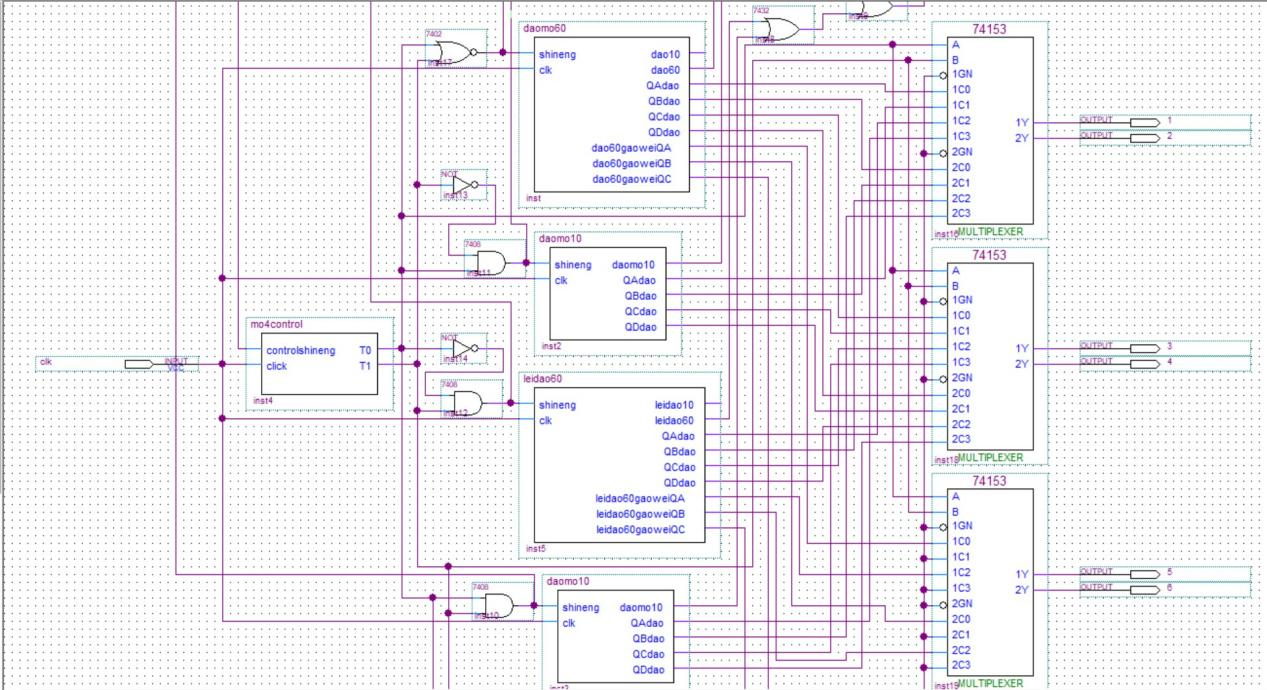 7402
inst17
daomo60
shineng
clk
dao10
dao60
QAdao
QBdao
QCdao
QDdao
dao60gaoweiQA
dao60gaoweiQB
dao60gaoweiQC
inst
7432
74153
A
B
1GN
1C0
1C1
1C2
1C3
2GN
2C0
2C1
2C2
2C3
1Y
2Y
inst16
MULTIPLEXER
OUTPUT
1
OUTPUT
2
NOT
inst13
7408
inst11
daomo10
shineng
clk
daomo10
QAdao
QBdao
QCdao
QDdao
inst2
74153
A
B
1GN
1C0
1C1
1C2
1C3
2GN
2C0
2C1
2C2
2C3
1Y
2Y
inst18
MULTIPLEXER
OUTPUT
3
OUTPUT
4
clk
INPUT
VCC
mo4control
controlshineng
click
T0
T1
inst4
NOT
inst14
7408
inst12
leidao60
shineng
clk
leidao10
leidao60
QAdao
QBdao
QCdao
QDdao
leidao60gaoweiQA
leidao60gaoweiQB
leidao60gaoweiQC
inst5
74153
A
B
1GN
1C0
1C1
1C2
1C3
2GN
2C0
2C1
2C2
2C3
1Y
2Y
inst19
MULTIPLEXER
OUTPUT
5
OUTPUT
6
7408
inst10
daomo10
shineng
clk
daomo10
QAdao
QBdao
QCdao
QDdao